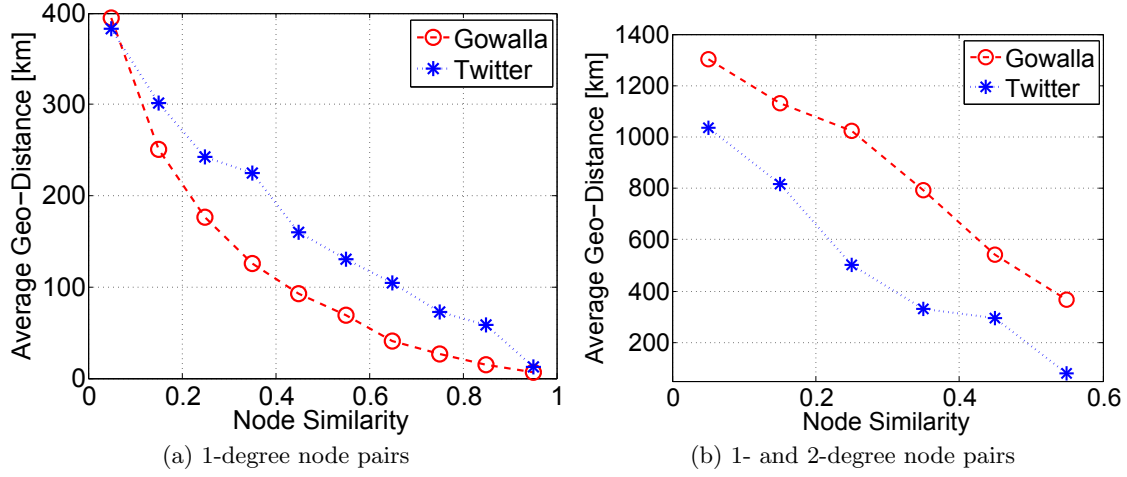 400
300
200
100
0
Average Geo-Distance [km]
Gowalla
Twitter
0
0.2
0.4
0.6
0.8
1
Node Similarity
(a) 1-degree node pairs
1400
1200
1000
800
600
400
200
Average Geo-Distance [km]
Gowalla
Twitter
0
0.2
0.4
0.6
Node Similarity
(b) 1- and 2-degree node pairs